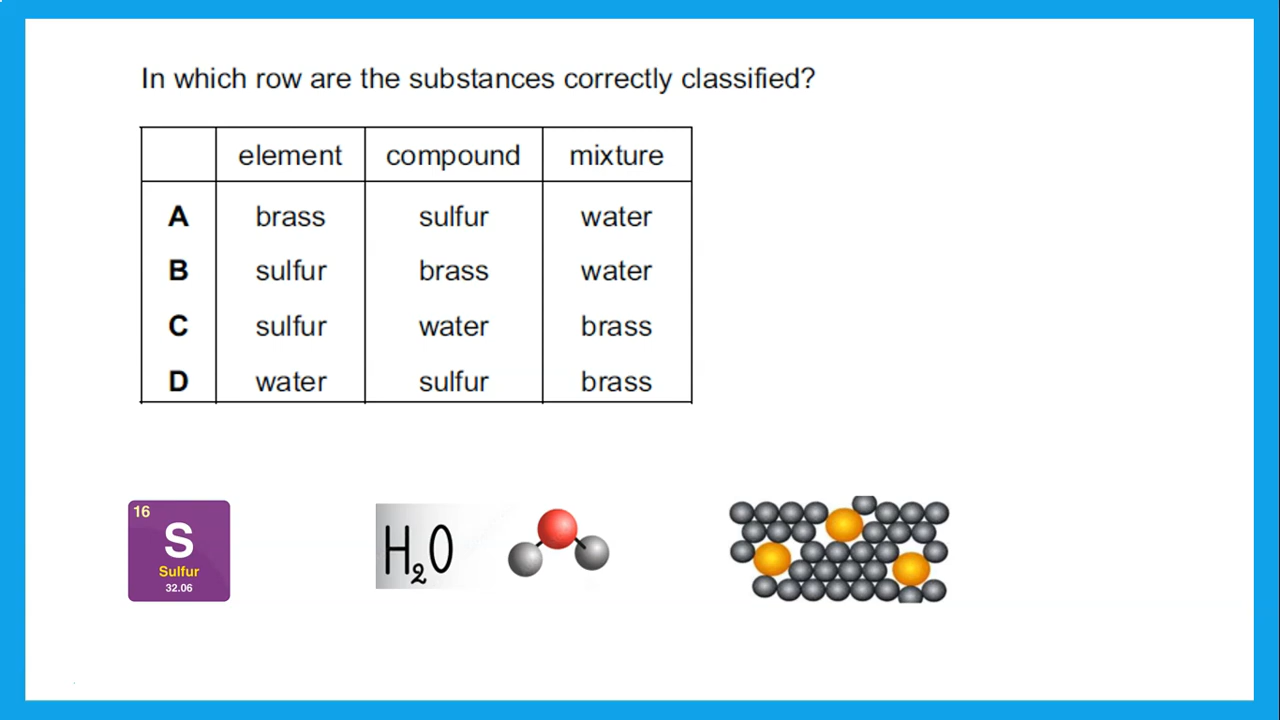 In which row are the substances correctly classified?
element compound mixture
A brass sulfur water
B sulfur brass water
C sulfur water brass
D water sulfur brass
16
S
Sulfur
32.06
H₂O